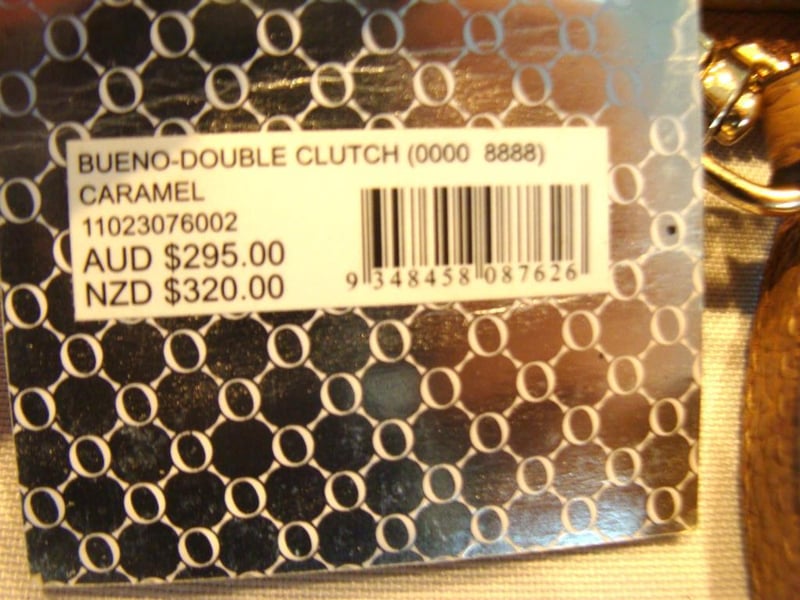 BUENO-DOUBLE CLUTCH (0000 8888)
CARAMEL
11023076002
AUD $295.00
NZD $320.00
9 348458 087626